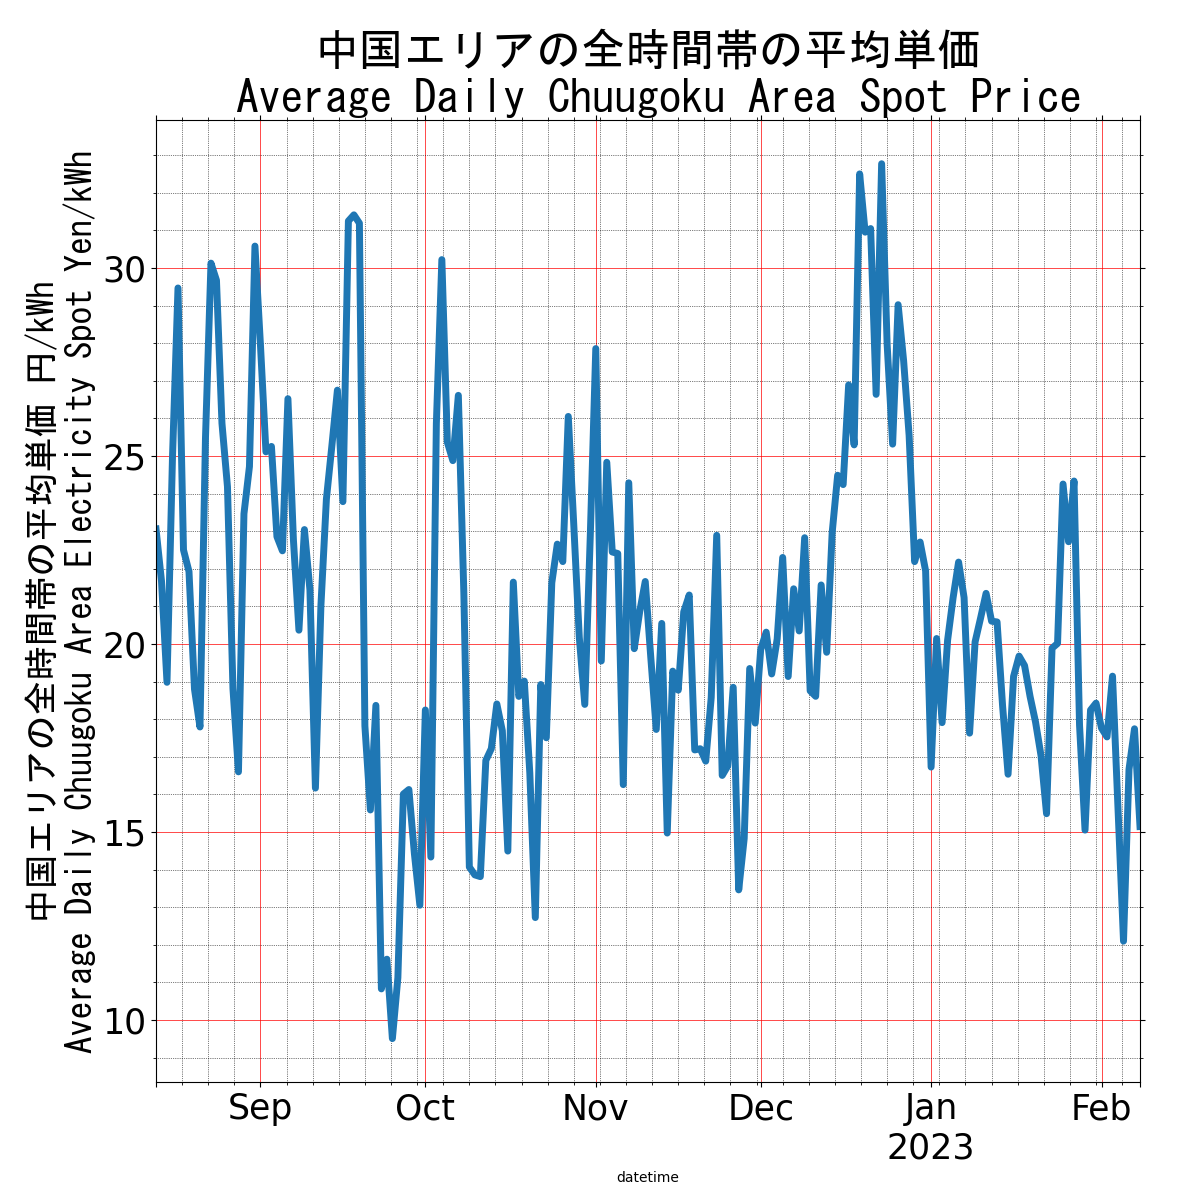 中国エリアの全時間帯の平均単価
Average Daily Chuugoku Area Spot Price
中国エリアの全時間帯の平均単価 円/kWh
Average Daily Chuugoku Area Electricity Spot Yen/kWh
30
25
20
15
10
Sep Oct Nov Dec Jan Feb
2023
datetime